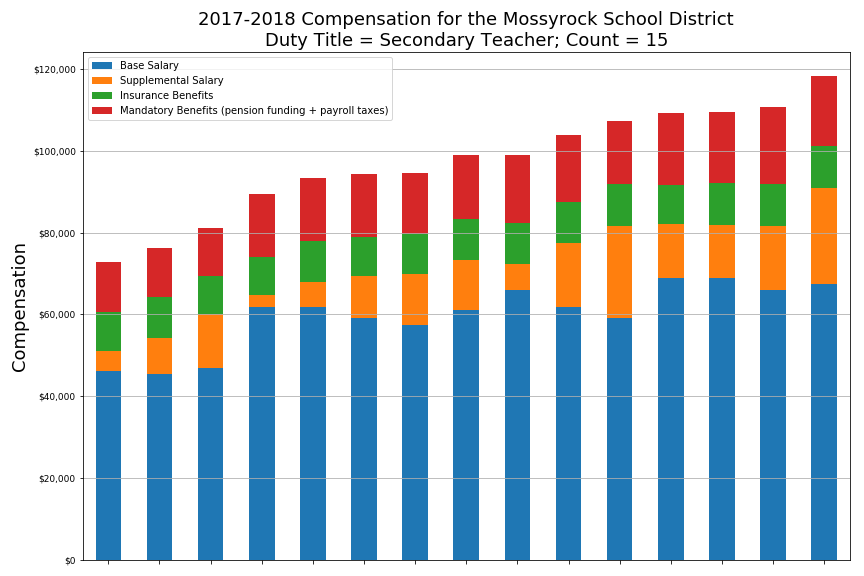 2017-2018 Compensation for the Mossyrock School District
Duty Title = Secondary Teacher; Count = 15
Base Salary
Supplemental Salary
Insurance Benefits
Mandatory Benefits (pension funding + payroll taxes)
Compensation
$120,000
$100,000
$80,000
$60,000
$40,000
$20,000
$0